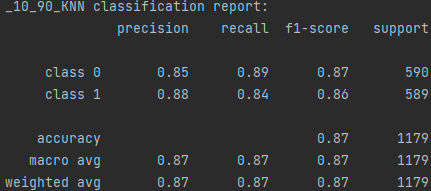 _10_90_KNN classification report:
precision recall f1-score support
class 0 0.85 0.89 0.87 590
class 1 0.88 0.84 0.86 589
accuracy 0.87 1179
macro avg 0.87 0.87 0.87 1179
weighted avg 0.87 0.87 0.87 1179